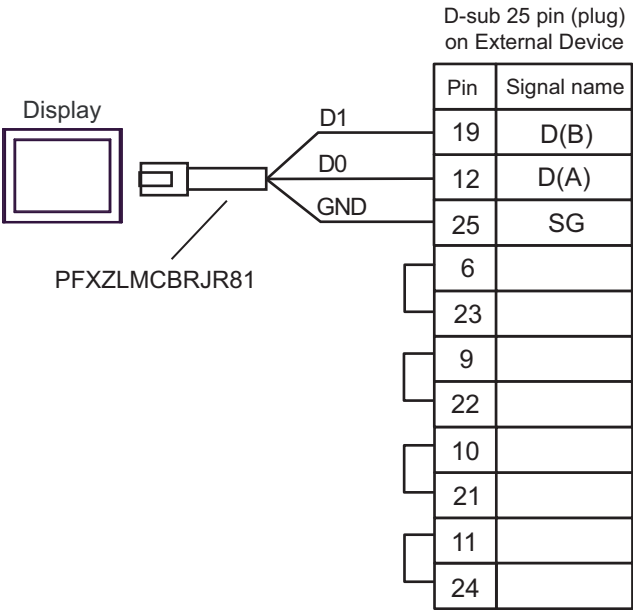 D-sub 25 pin (plug)
on External Device
Pin Signal name
Display
D1
19 D(B)
D0
12 D(A)
GND
25 SG
6
PFXZLMCBRJR81
23
9
22
10
21
11
24